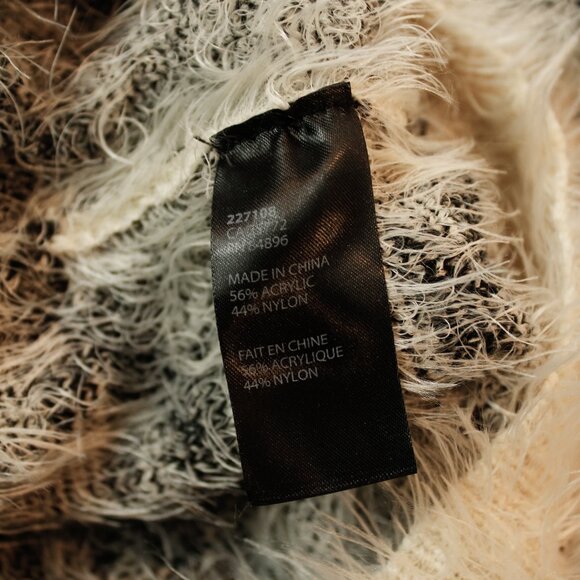 227108
MADE IN CHINA
56% ACRYLIC
44% NYLON
FAIT EN CHINE
56% ACRYLIQUE
44% NYLON